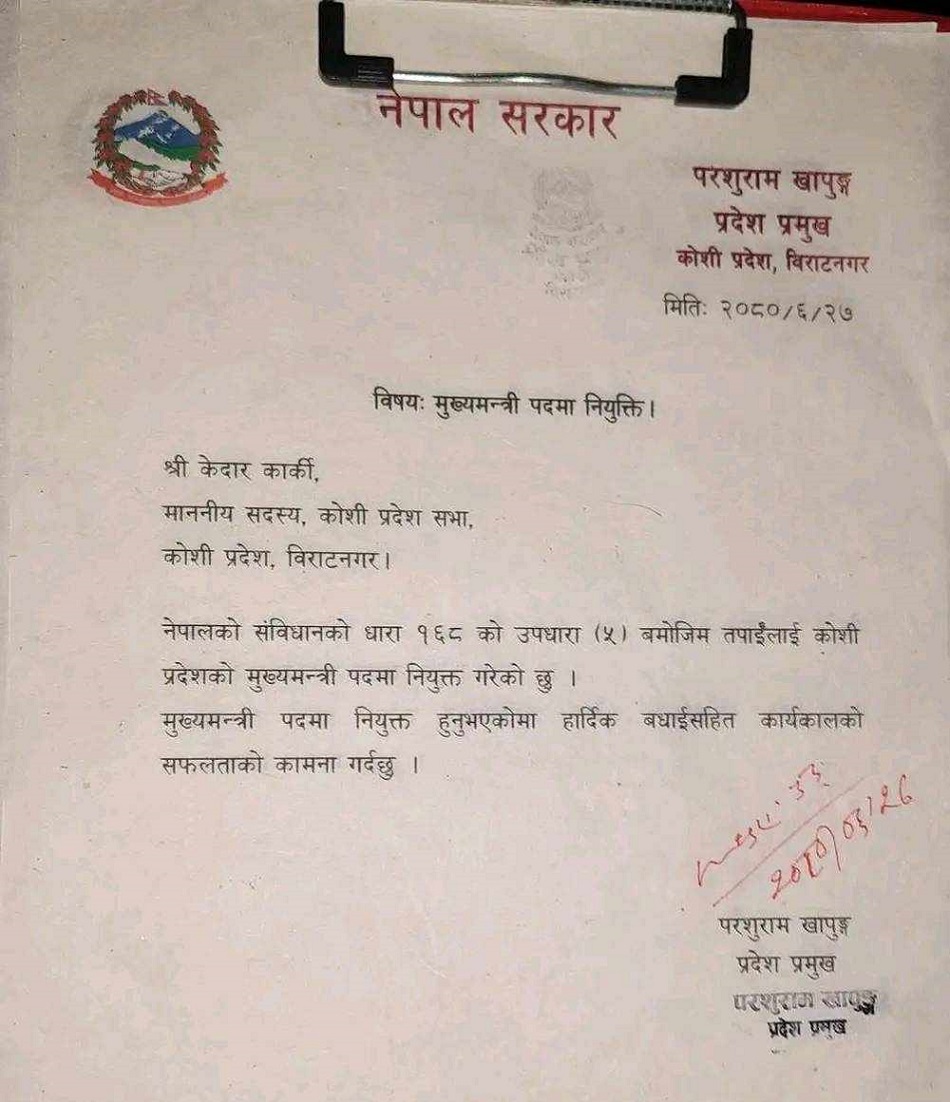 नेपाल सरकार
परशुराम खापुङ्ग
प्रदेश प्रमुख
कोशी प्रदेश, विराटनगर
मितिः २०८०/६/२७
विषयः मुख्यमन्त्री पदमा नियुक्ति।
श्री केदार कार्की,
माननीय सदस्य, कोशी प्रदेश सभा,
कोशी प्रदेश, विराटनगर।
नेपालको संविधानको धारा १६८ को उपधारा (५) बमोजिम तपाईंलाई कोशी
प्रदेशको मुख्यमन्त्री पदमा नियुक्त गरेको छु ।
मुख्यमन्त्री पदमा नियुक्त हुनुभएकोमा हार्दिक बधाईसहित कार्यकालको
सफलताको कामना गर्दछु ।
परशुराम खापुङ्ग
प्रदेश प्रमुख
परशुराम खापुङ्ग
प्रदेश प्रमुख